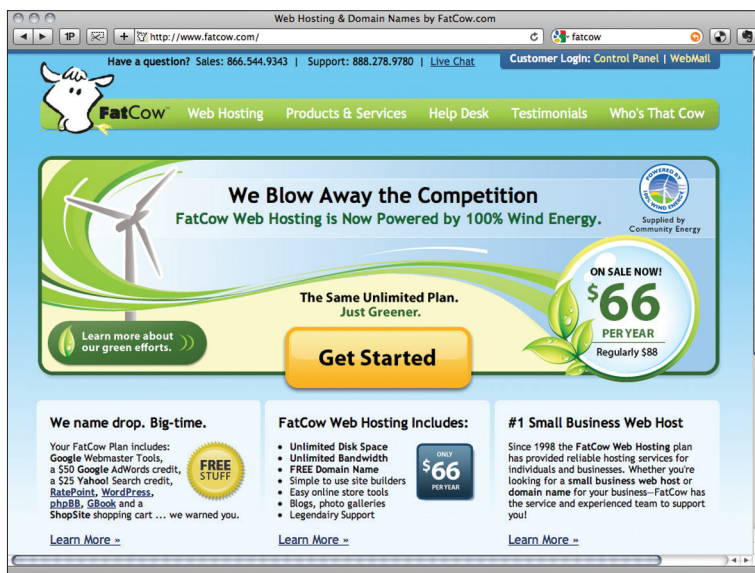 Web Hosting & Domain Names by FatCow.com
1P
http://www.fatcow.com/
fatcow
Have a question? Sales: 866.544.9343 | Support: 888.278.9780 | Live Chat
Customer Login: Control Panel | WebMail
FatCow™
Web Hosting
Products & Services
Help Desk
Testimonials
Who's That Cow
We Blow Away the Competition
FatCow Web Hosting is Now Powered by 100% Wind Energy.
POWERED BY
100% WIND ENERGY
Supplied by
Community Energy
The Same Unlimited Plan.
Just Greener.
ON SALE NOW!
$66
PER YEAR
Regularly $88
Learn more about
our green efforts.
Get Started
We name drop. Big-time.
Your FatCow Plan includes:
Google Webmaster Tools,
a $50 Google AdWords credit,
a $25 Yahoo! Search credit,
RatePoint, WordPress,
phpBB, GBook and a
ShopSite shopping cart ... we warned you.
FREE
STUFF
Learn More »
FatCow Web Hosting Includes:
• Unlimited Disk Space
• Unlimited Bandwidth
• FREE Domain Name
• Simple to use site builders
• Easy online store tools
• Blogs, photo galleries
• Legendairy Support
ONLY
$66
PER YEAR
Learn More »
#1 Small Business Web Host
Since 1998 the FatCow Web Hosting plan
has provided reliable hosting services for
individuals and businesses. Whether you're
looking for a small business web host or
domain name for your business—FatCow has
the service and experienced team to support
you!
Learn More »